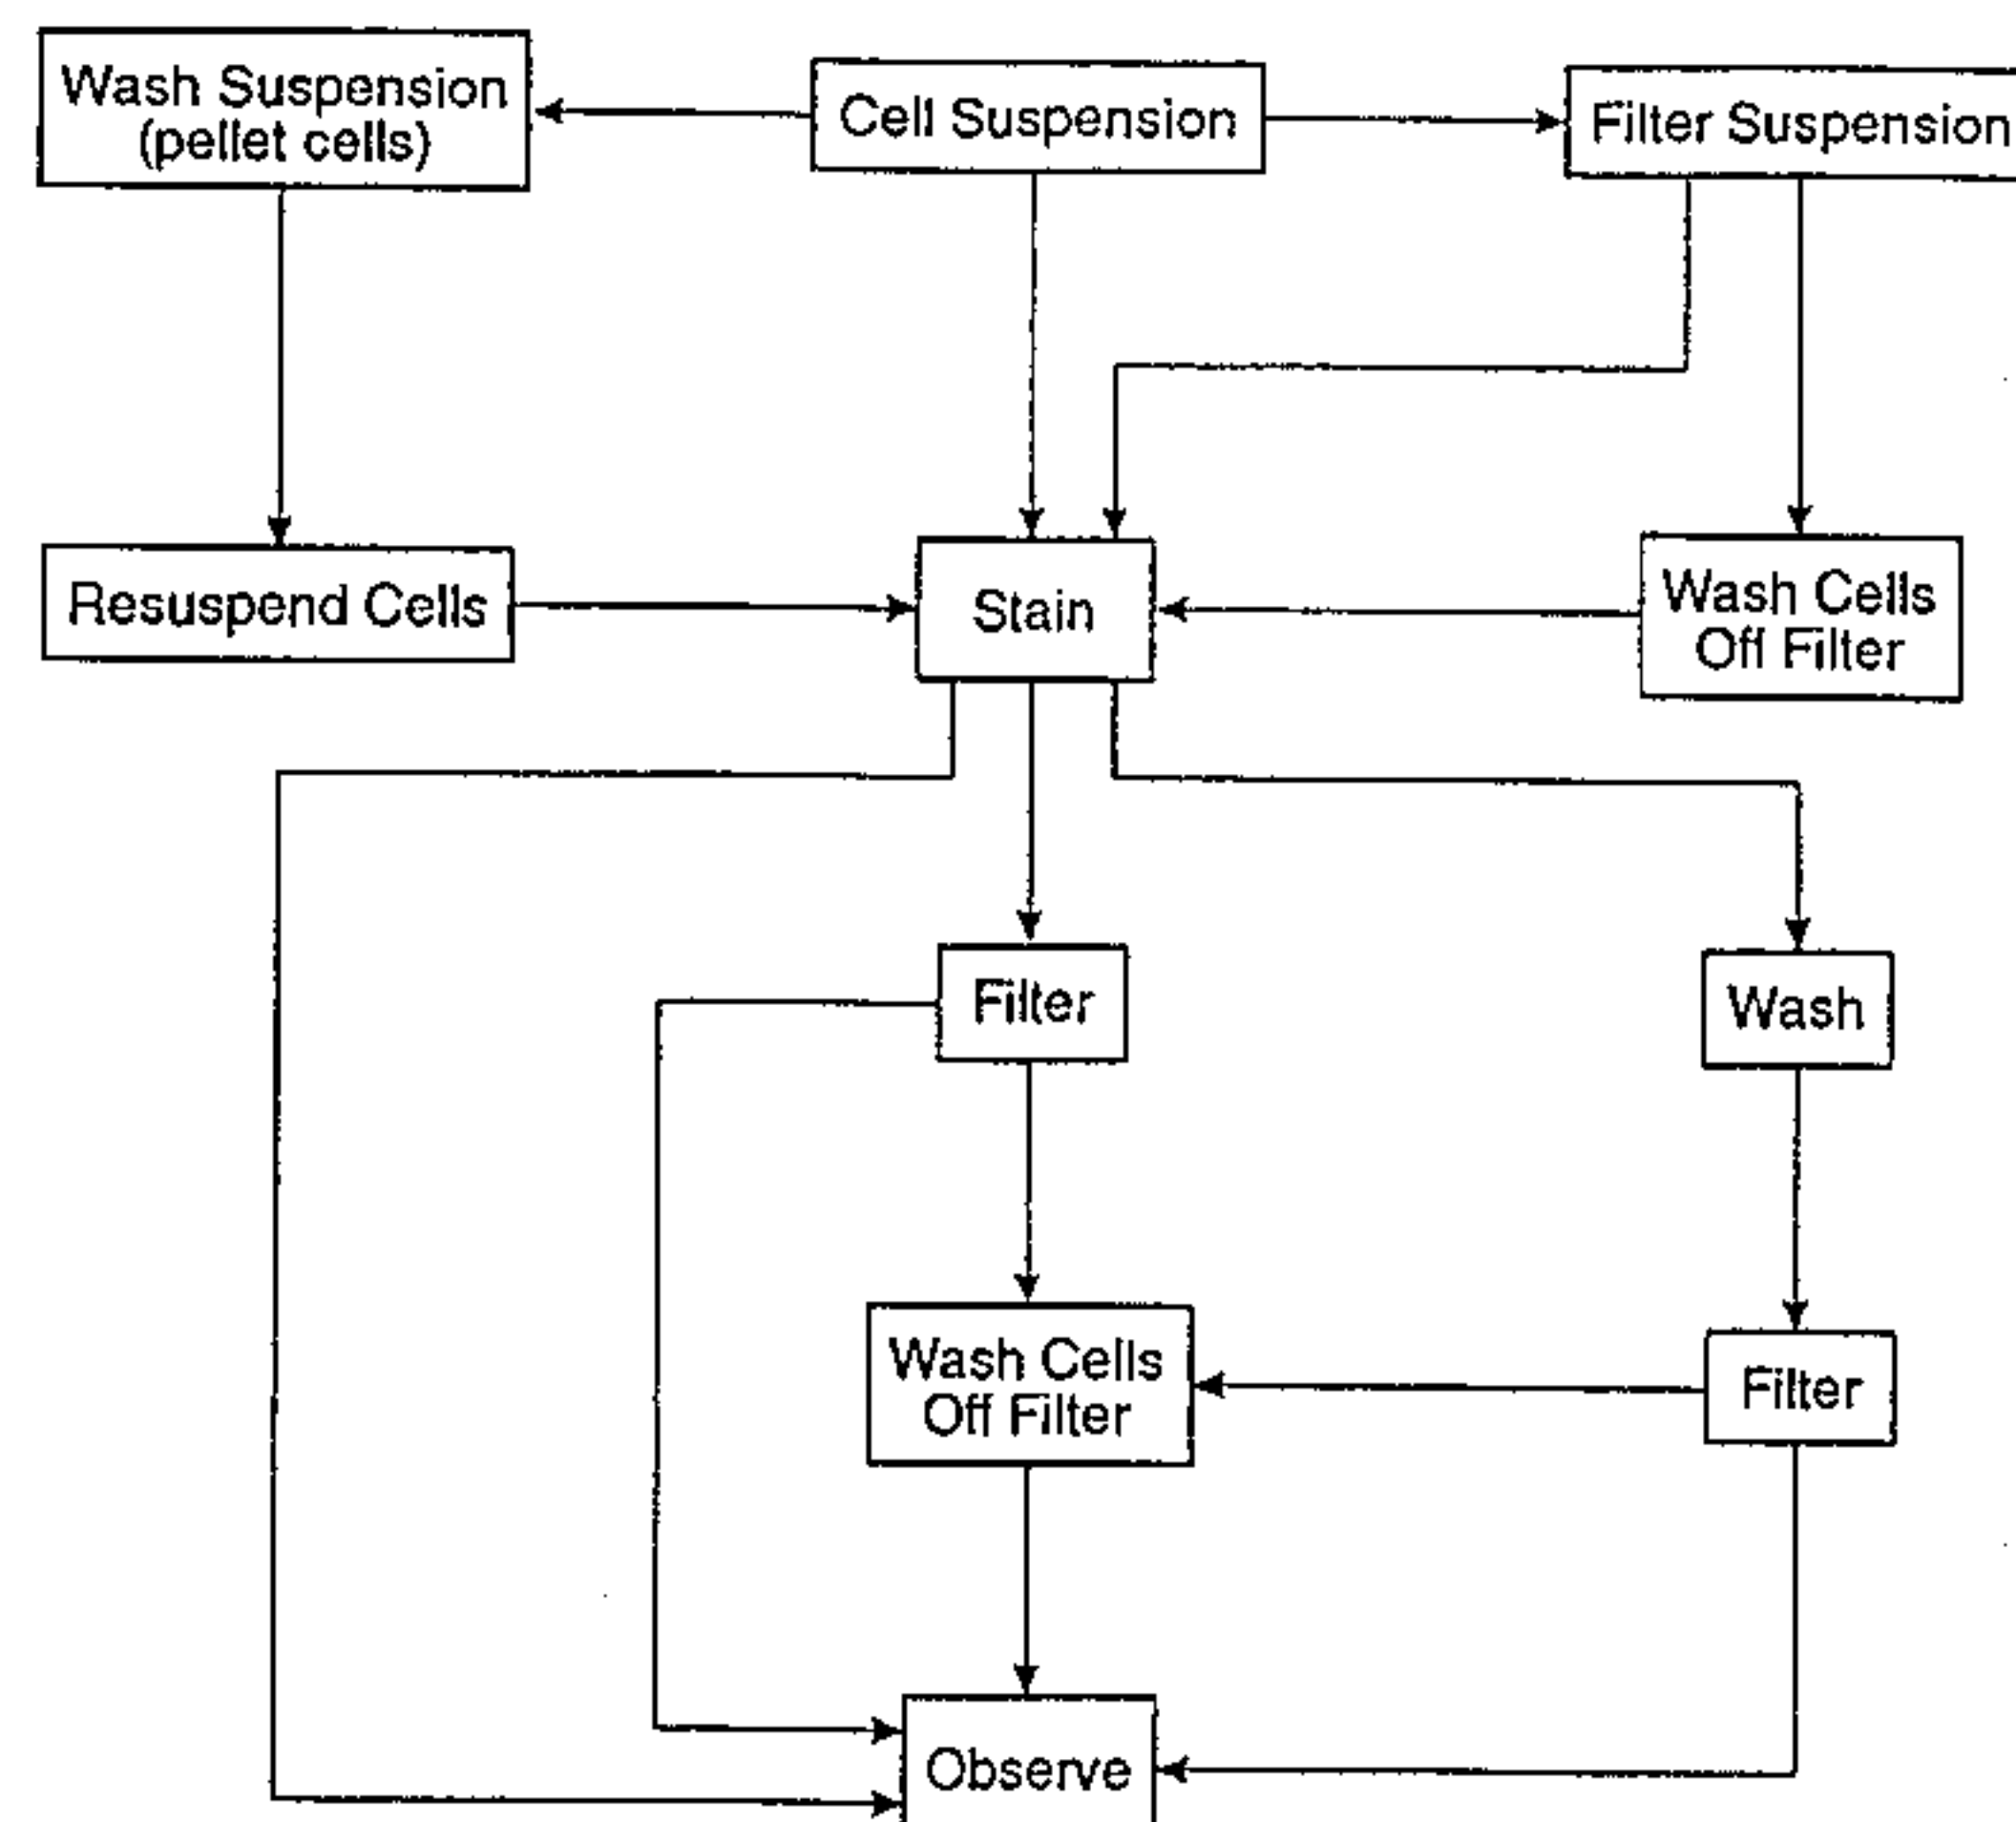 Wash Suspension
(pellet cells)
Cell Suspension
Filter Suspension
Resuspend Cells
Stain
Wash Cells
Off Filter
Filter
Wash
Wash Cells
Off Filter
Filter
Observe